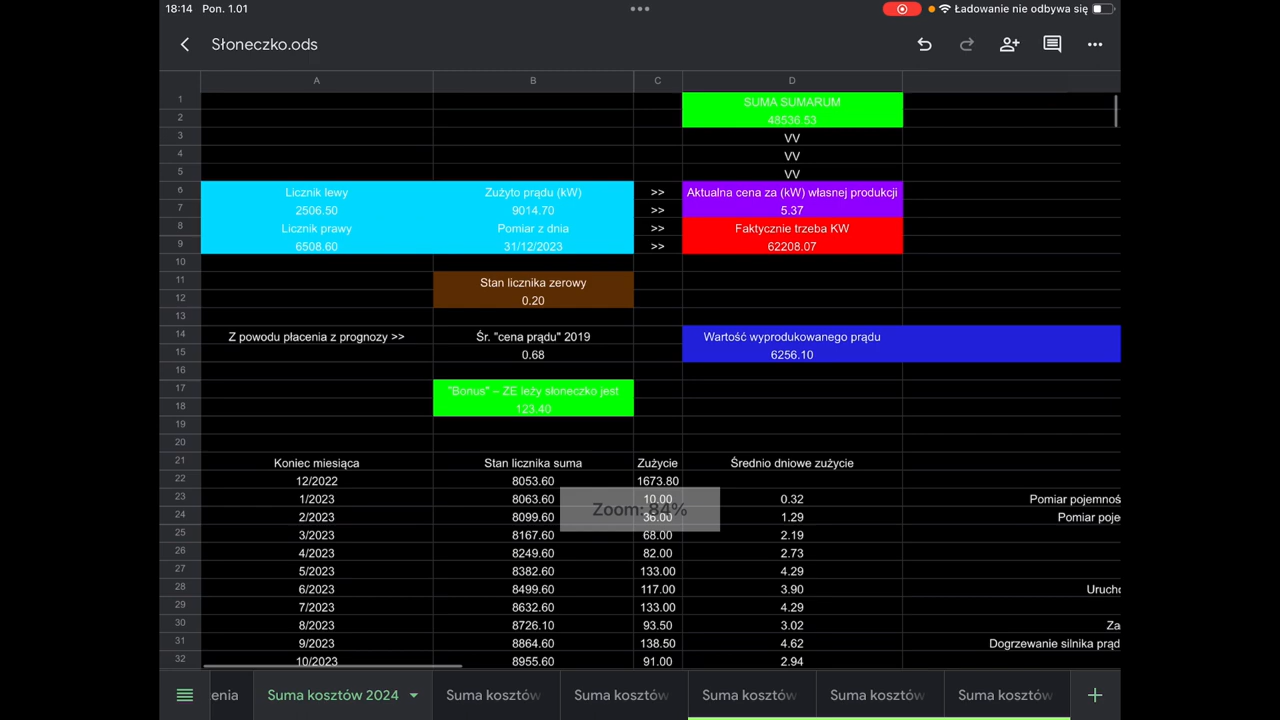 18:14 Pon. 1.01 Ładowanie nie odbywa się
Słoneczko.ods
A B C D
1 SUMA SUMARUM
2 48536.53
3 VV
4 VV
5 VV
6 Licznik lewy Zużyto prądu (kW) >> Aktualna cena za (kW) własnej produkcji
7 2506.50 9014.70 >> 5.37
8 Licznik prawy Pomiar z dnia >> Faktycznie trzeba KW
9 6508.60 31/12/2023 >> 62208.07
10
11 Stan licznika zerowy
12 0.20
13
14 Z powodu płacenia z prognozy >> Śr. "cena prądu" 2019 Wartość wyprodukowanego prądu
15 0.68 6256.10
16
17 "Bonus" – ZE leży słoneczko jest
18 123.40
19
20
21 Koniec miesiąca Stan licznika suma Zużycie Średnio dniowe zużycie
22 12/2022 8053.60 1673.80
23 1/2023 8063.60 10.00 0.32 Pomiar pojemnoś
24 2/2023 8099.60 36.00 1.29 Pomiar poje
Zoom: 84%
25 3/2023 8167.60 68.00 2.19
26 4/2023 8249.60 82.00 2.73
27 5/2023 8382.60 133.00 4.29
28 6/2023 8499.60 117.00 3.90 Urucho
29 7/2023 8632.60 133.00 4.29
30 8/2023 8726.10 93.50 3.02 Za
31 9/2023 8864.60 138.50 4.62 Dogrzewanie silnika prąd
32 10/2023 8955.60 91.00 2.94
enia Suma kosztów 2024 Suma kosztów Suma kosztów Suma kosztów Suma kosztów Suma kosztów